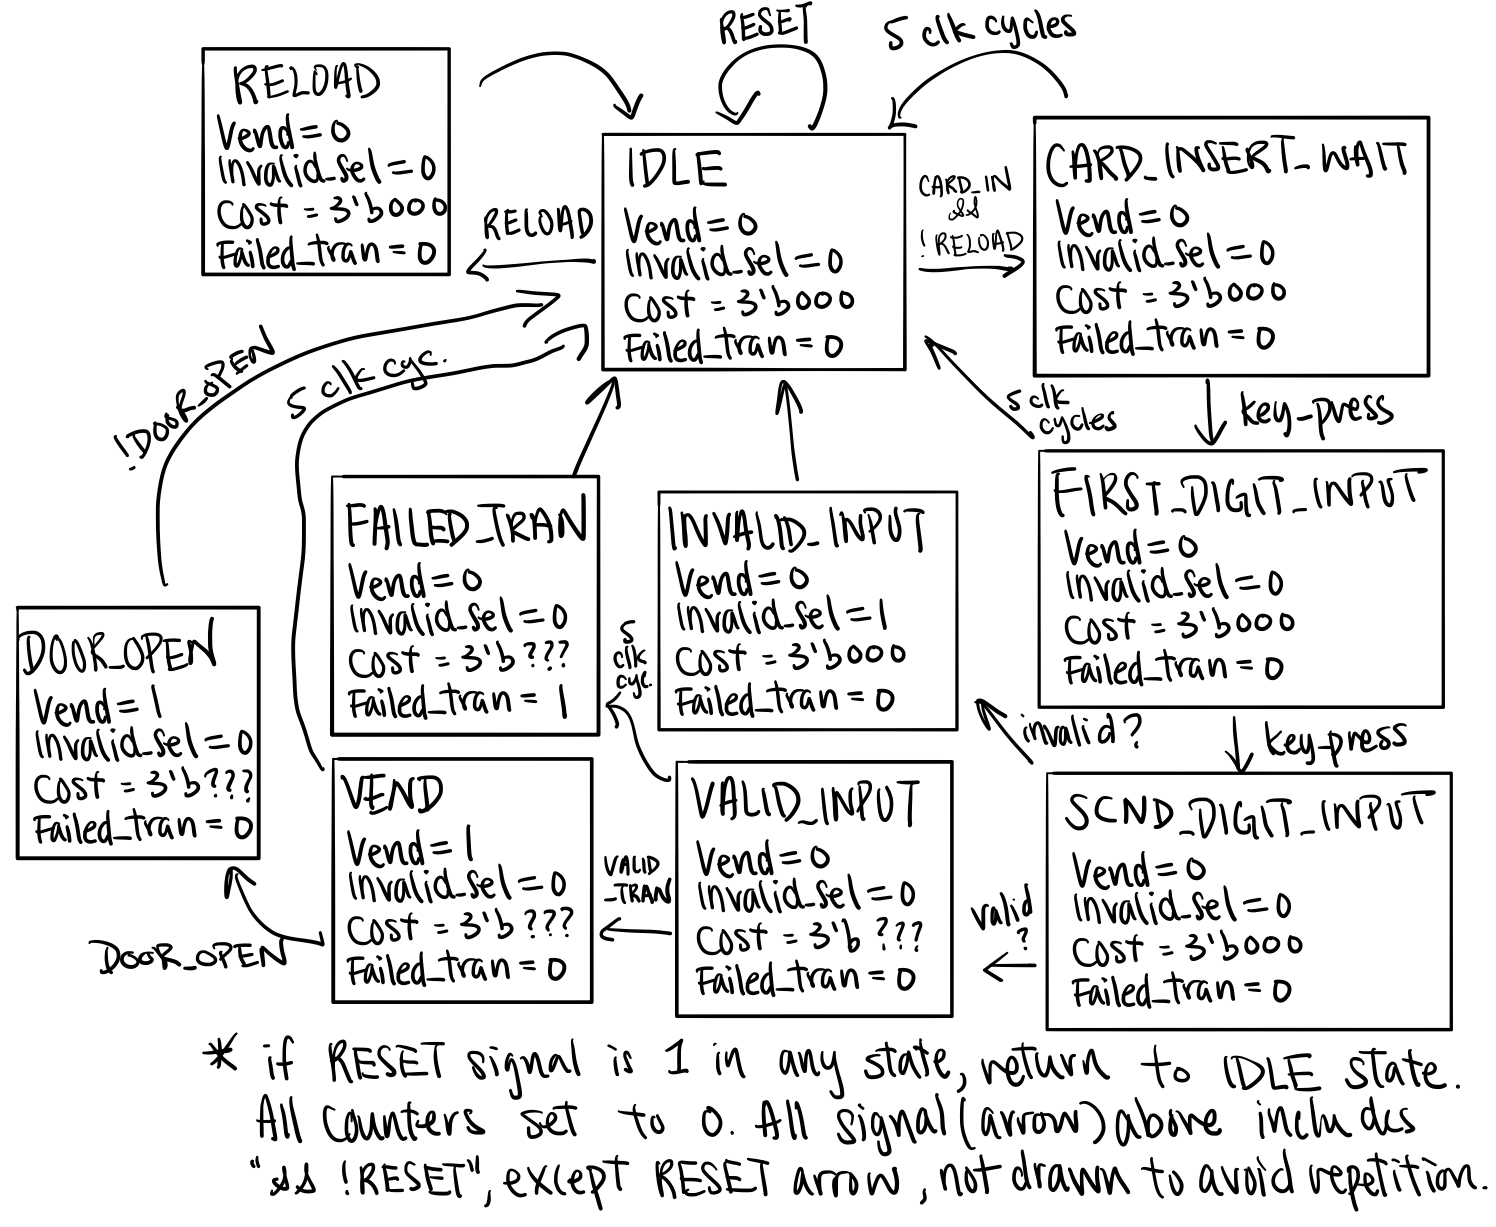 RESET
5 clk cycles
RELOAD
Vend = 0
Invalid_sel = 0
Cost = 3'b000
Failed_tran = 0
RELOAD
IDLE
Vend = 0
Invalid_sel = 0
Cost = 3'b000
Failed_tran = 0
CARD_IN
&&
!RELOAD
CARD_INSERT_WAIT
Vend = 0
Invalid_sel = 0
Cost = 3'b000
Failed_tran = 0
!DOOR_OPEN
5 clk cyc.
5 clk
cycles
key-press
FIRST_DIGIT_INPUT
Vend = 0
Invalid_sel = 0
Cost = 3'b000
Failed_tran = 0
FAILED_TRAN
Vend = 0
Invalid_sel = 0
Cost = 3'b???
Failed_tran = 1
5
clk
cyc.
INVALID_INPUT
Vend = 0
Invalid_sel = 1
Cost = 3'b000
Failed_tran = 0
invalid?
key-press
DOOR_OPEN
Vend = 1
Invalid_sel = 0
Cost = 3'b???
Failed_tran = 0
DOOR_OPEN
VEND
Vend = 1
Invalid_sel = 0
Cost = 3'b???
Failed_tran = 0
VALID
_TRAN
VALID_INPUT
Vend = 0
Invalid_sel = 0
Cost = 3'b???
Failed_tran = 0
valid
?
SCND_DIGIT_INPUT
Vend = 0
Invalid_sel = 0
Cost = 3'b000
Failed_tran = 0
* if RESET signal is 1 in any state, return to IDLE state.
All counters set to 0. All signal (arrow) above includes
"&& !RESET", except RESET arrow, not drawn to avoid repetition.